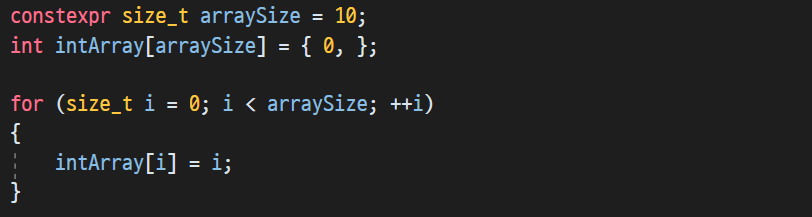 constexpr size_t arraySize = 10;
int intArray[arraySize] = { 0, };

for (size_t i = 0; i < arraySize; ++i)
{
    intArray[i] = i;
}